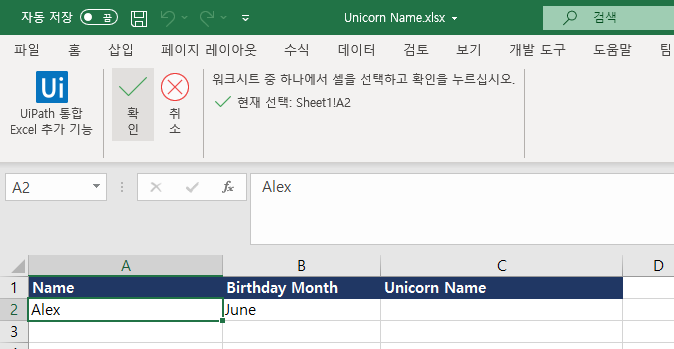 자동 저장 끔 Unicorn Name.xlsx 검색
파일 홈 삽입 페이지 레이아웃 수식 데이터 검토 보기 개발 도구 도움말 팀
Ui
UiPath 통합
Excel 추가 기능
확
인
취
소
워크시트 중 하나에서 셀을 선택하고 확인을 누르십시오.
현재 선택: Sheet1!A2
A2 fx Alex
A B C D
1 Name Birthday Month Unicorn Name
2 Alex June
3